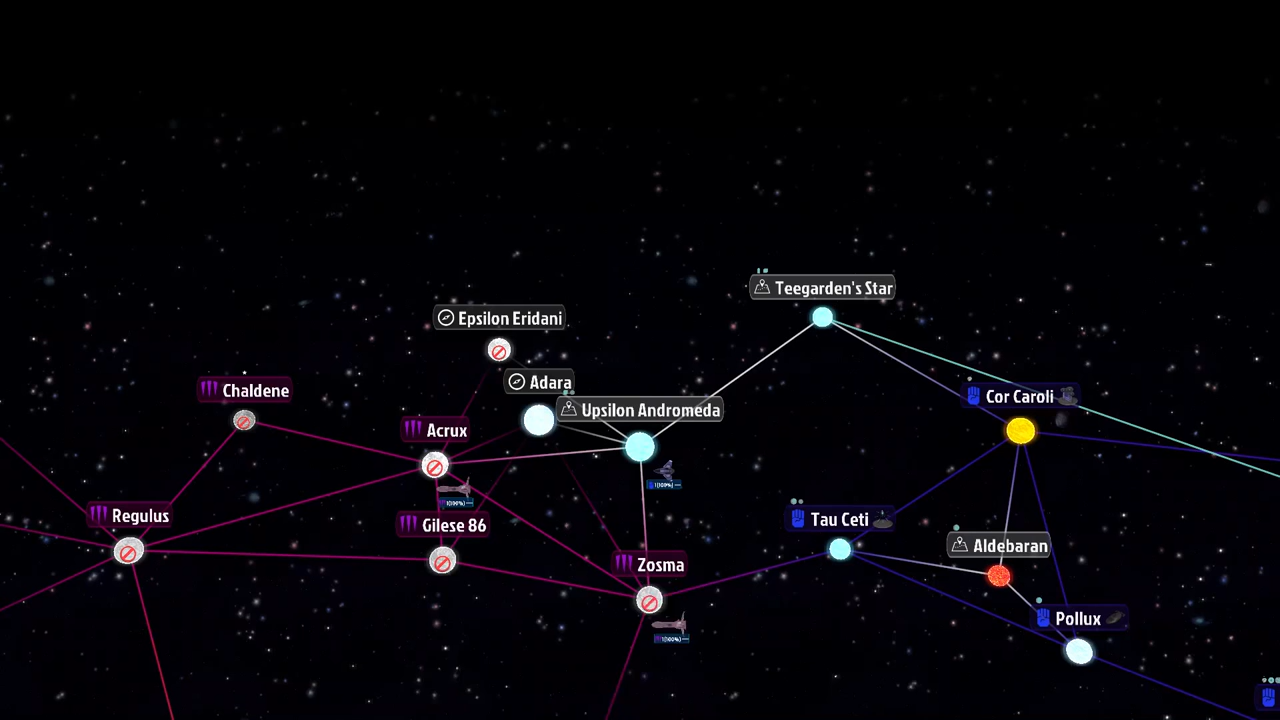 Teegarden's Star
Epsilon Eridani
Adara
Chaldene
Cor Caroli
Upsilon Andromeda
Acrux
Regulus
Gilese 86
Tau Ceti
Aldebaran
Zosma
Pollux